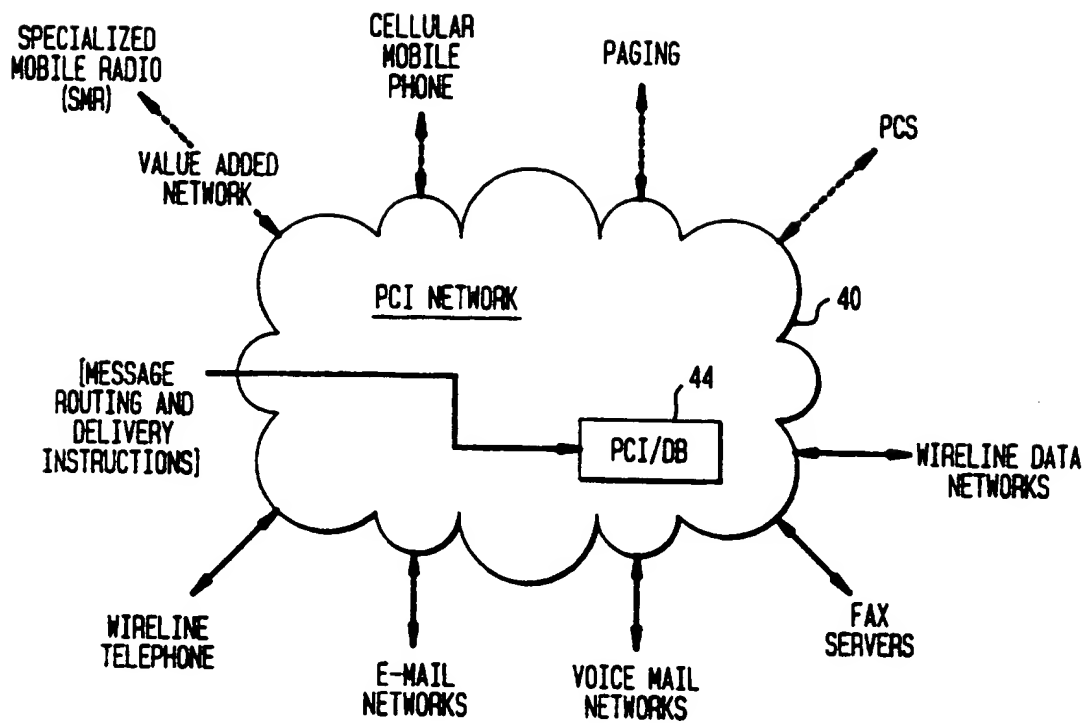 SPECIALIZED
MOBILE RADIO
(SMR)
CELLULAR
MOBILE
PHONE
PAGING
PCS
VALUE ADDED
NETWORK
PCI NETWORK
40
[MESSAGE
ROUTING AND
DELIVERY
INSTRUCTIONS]
44
PCI/DB
WIRELINE DATA
NETWORKS
WIRELINE
TELEPHONE
E-MAIL
NETWORKS
VOICE MAIL
NETWORKS
FAX
SERVERS